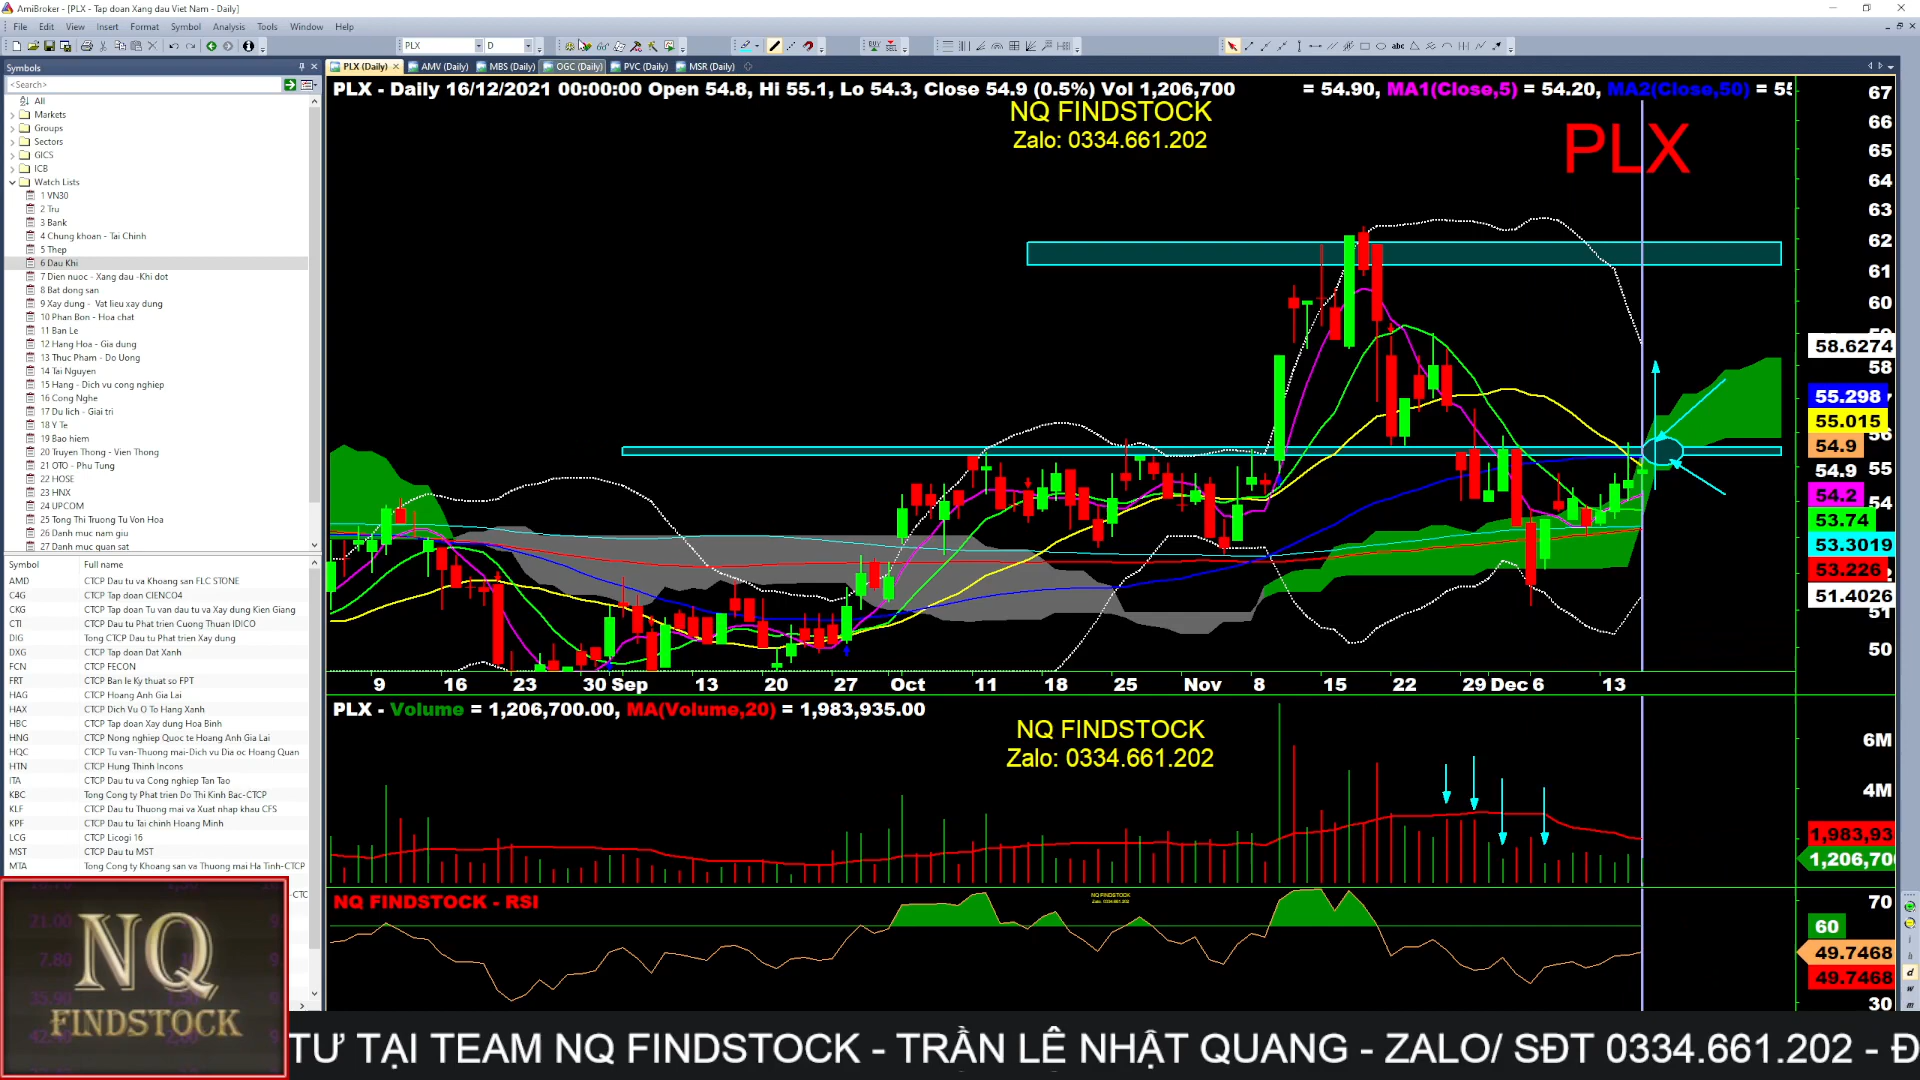 AmiBroker - [PLX - Tap doan Xang dau Viet Nam - Daily]
File Edit View Insert Format Symbol Analysis Tools Window Help
PLX D
Symbols
PLX (Daily) AMV (Daily) MBS (Daily) OGC (Daily) PVC (Daily) MSR (Daily)
<Search>
All
Markets
Groups
Sectors
GICS
ICB
Watch Lists
1 VN30
2 Tru
3 Bank
4 Chung khoan - Tai Chinh
5 Thep
6 Dau Khi
7 Dien nuoc - Xang dau -Khi dot
8 Bat dong san
9 Xay dung - Vat lieu xay dung
10 Phan Bon - Hoa chat
11 Ban Le
12 Hang Hoa - Gia dung
13 Thuc Pham - Do Uong
14 Tai Nguyen
15 Hang - Dich vu cong nghiep
16 Cong Nghe
17 Du lich - Giai tri
18 Y Te
19 Bao hiem
20 Truyen Thong - Vien Thong
21 OTO - Phu Tung
22 HOSE
23 HNX
24 UPCOM
25 Tong Thi Truong Tu Von Hoa
26 Danh muc nam giu
27 Danh muc quan sat
Symbol Full name
AMD CTCP Dau tu va Khoang san FLC STONE
C4G CTCP Tap doan CIENCO4
CKG CTCP Tap doan Tu van dau tu va Xay dung Kien Giang
CTI CTCP Dau tu Phat trien Cuong Thuan IDICO
DIG Tong CTCP Dau tu Phat trien Xay dung
DXG CTCP Tap doan Dat Xanh
FCN CTCP FECON
FRT CTCP Ban le Ky thuat so FPT
HAG CTCP Hoang Anh Gia Lai
HAX CTCP Dich Vu O To Hang Xanh
HBC CTCP Tap doan Xay dung Hoa Binh
HNG CTCP Nong nghiep Quoc te Hoang Anh Gia Lai
HQC CTCP Tu van-Thuong mai-Dich vu Dia oc Hoang Quan
HTN CTCP Hung Thinh Incons
ITA CTCP Dau tu va Cong nghiep Tan Tao
KBC Tong Cong ty Phat trien Do Thi Kinh Bac-CTCP
KLF CTCP Dau tu Thuong mai va Xuat nhap khau CFS
KPF CTCP Dau tu Tai chinh Hoang Minh
LCG CTCP Licogi 16
MST CTCP Dau tu MST
MTA Tong Cong ty Khoang san va Thuong mai Ha Tinh-CTCP
PLX - Daily 16/12/2021 00:00:00 Open 54.8, Hi 55.1, Lo 54.3, Close 54.9 (0.5%) Vol 1,206,700 = 54.90, MA1(Close,5) = 54.20, MA2(Close,50) = 55
NQ FINDSTOCK
Zalo: 0334.661.202
PLX
67
66
65
64
63
62
61
60
59
58.6274
58
55.298
55.015
56
54.9
54.9 55
54.2 54
53.74
53.3019
53.226
51.4026
51
50
9 16 23 30 Sep 13 20 27 Oct 11 18 25 Nov 8 15 22 29 Dec 6 13
PLX - Volume = 1,206,700.00, MA(Volume,20) = 1,983,935.00
NQ FINDSTOCK
Zalo: 0334.661.202
6M
4M
1,983,93
1,206,70
NQ FINDSTOCK - RSI
NQ FINDSTOCK
Zalo: 0334.661.202
70
60
49.7468
49.7468
30
NQ
FINDSTOCK
TƯ TẠI TEAM NQ FINDSTOCK - TRẦN LÊ NHẬT QUANG - ZALO/ SĐT 0334.661.202 - Đ